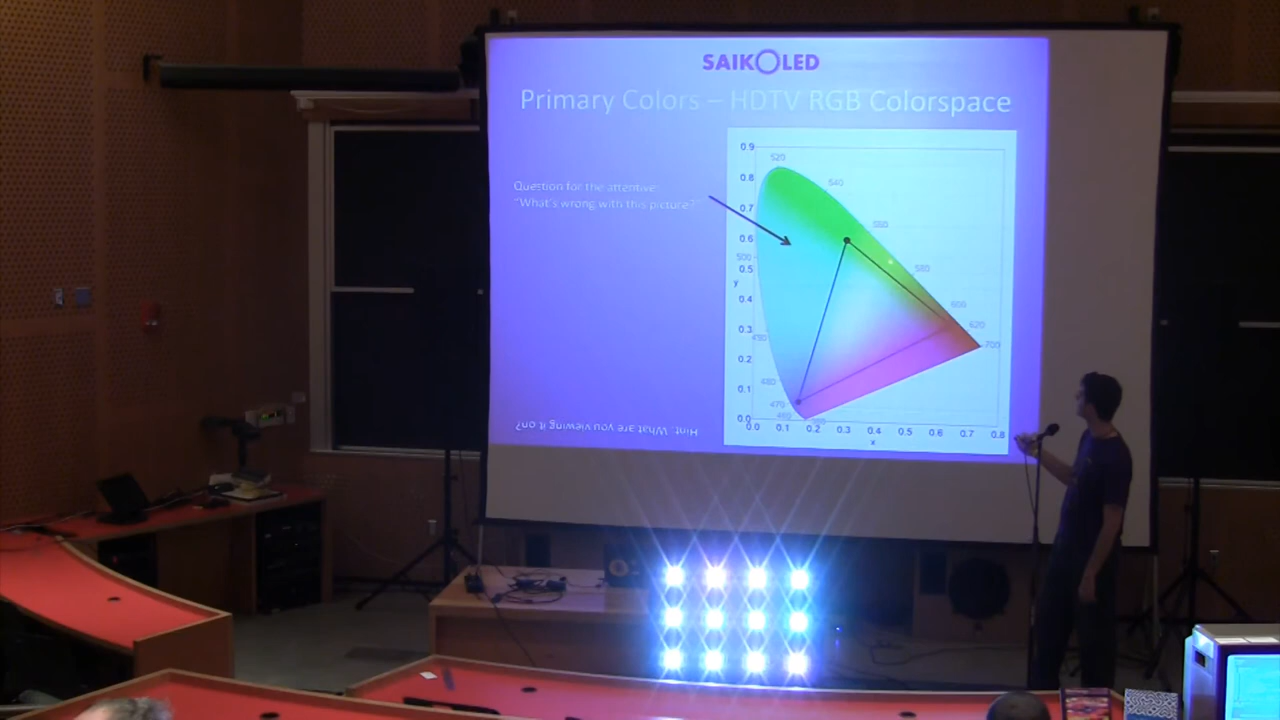 SAIKOLED
Primary Colors – HDTV RGB Colorspace
Question for the attentive:
"What's wrong with this picture?"
Hint: What are you viewing it on?
0.9
0.8
0.7
0.6
0.5
0.4
0.3
0.2
0.1
0.0
y
0.0 0.1 0.2 0.3 0.4 0.5 0.6 0.7 0.8
x
520
540
560
580
600
620
700
500
490
480
470
460